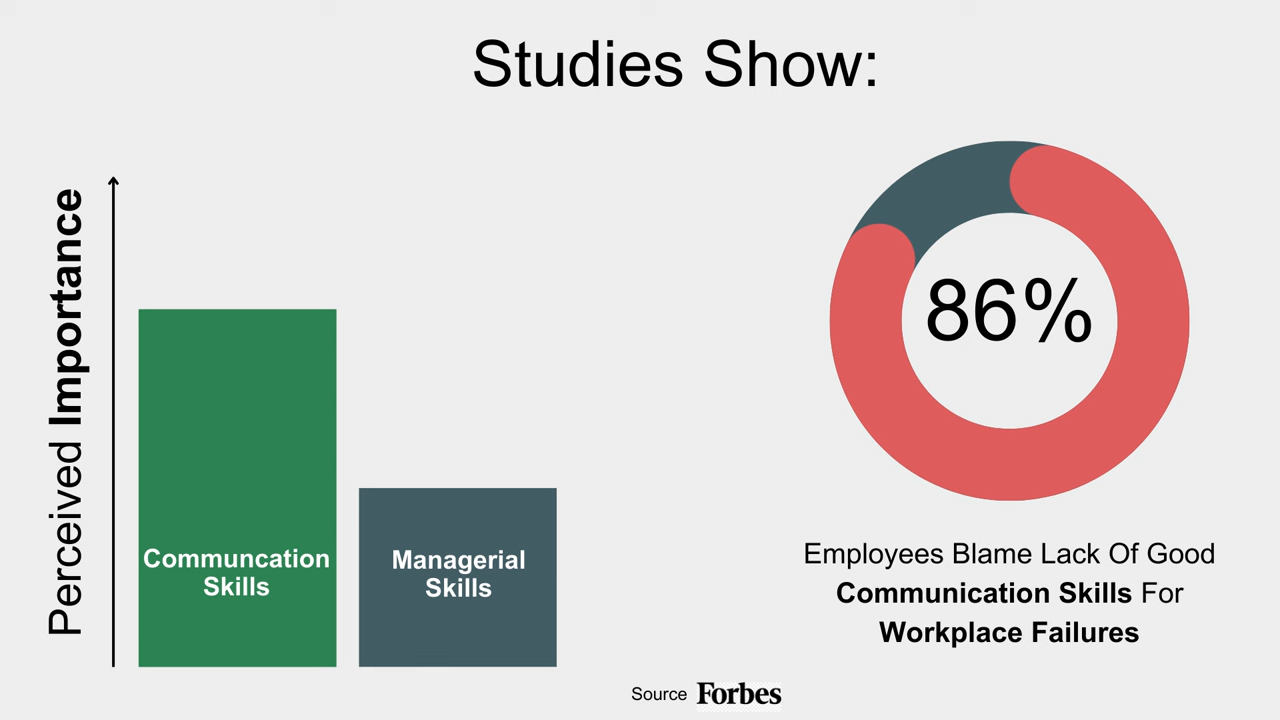 Studies Show:
Perceived Importance
Communcation
Skills
Managerial
Skills
86%
Employees Blame Lack Of Good
Communication Skills For
Workplace Failures
Source Forbes